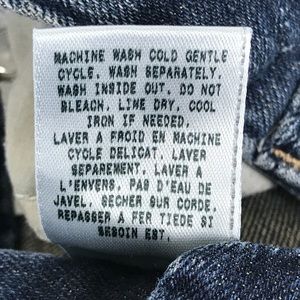 MACHINE WASH COLD GENTLE
CYCLE. WASH SEPARATELY.
WASH INSIDE OUT. DO NOT
BLEACH. LINE DRY. COOL
IRON IF NEEDED.
LAVER A FROID EN MACHINE
CYCLE DELICAT. LAVER
SEPAREMENT. LAVER A
L'ENVERS. PAS D'EAU DE
JAVEL. SECHER SUR CORDE.
REPASSER A FER TIEDE SI
BESOIN EST.